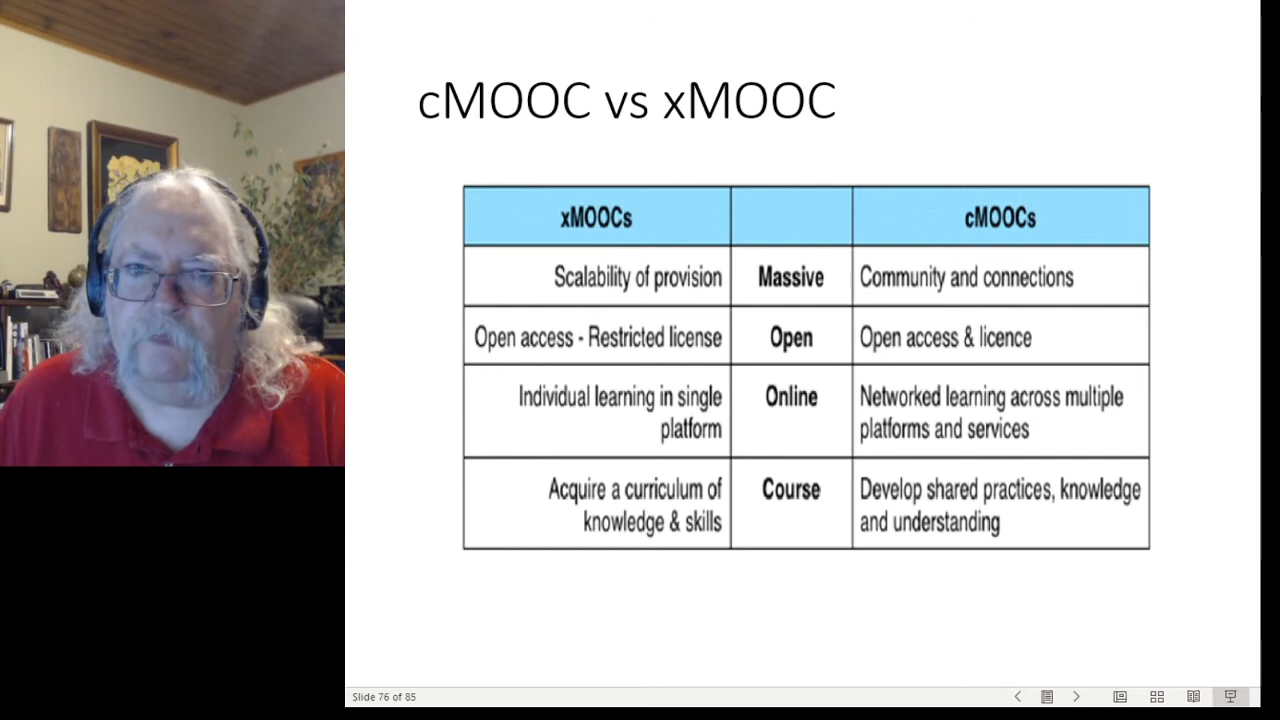 cMOOC vs xMOOC
xMOOCs cMOOCs
Scalability of provision Massive Community and connections
Open access - Restricted license Open Open access & licence
Individual learning in single Online Networked learning across multiple
platform platforms and services
Acquire a curriculum of Course Develop shared practices, knowledge
knowledge & skills and understanding
Slide 76 of 85